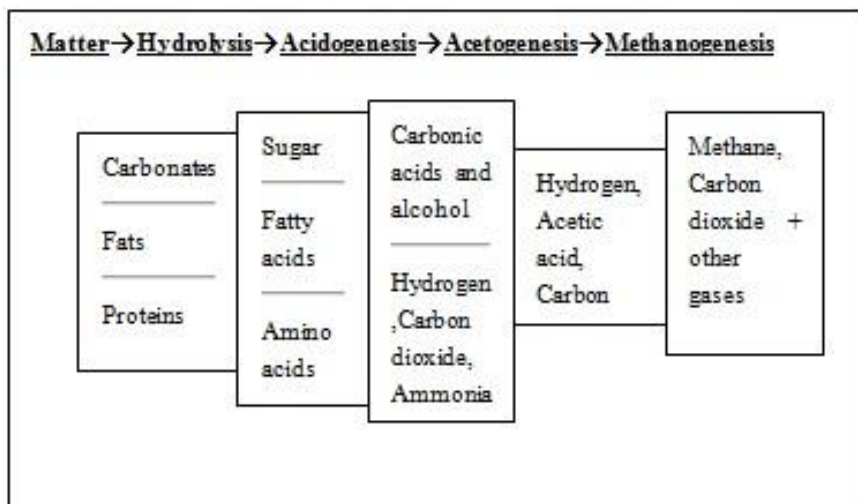 Matter→Hydrolysis→Acidogenesis→Acetogenesis→Methanogenesis
Carbonates
Fats
Proteins
Sugar
Fatty
acids
Amino
acids
Carbonic
acids and
alcohol
Hydrogen
,Carbon
dioxide,
Ammonia
Hydrogen,
Acetic
acid,
Carbon
Methane,
Carbon
dioxide +
other
gases